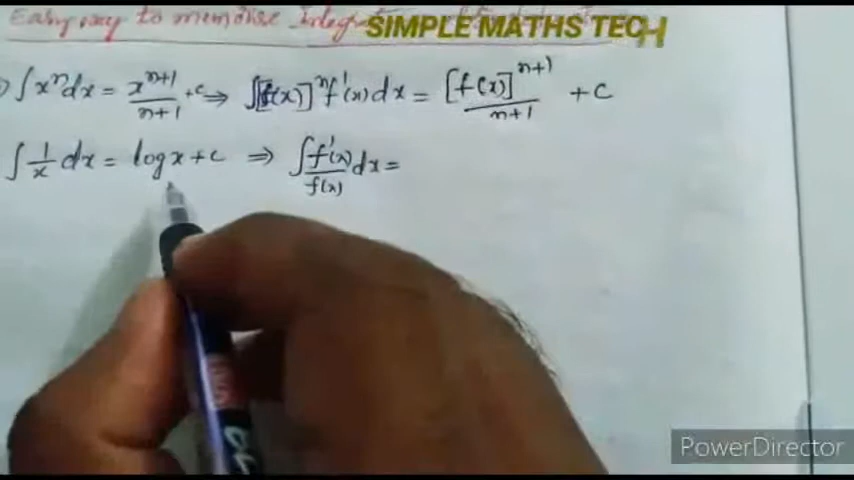 Easy way to memorise Integ
SIMPLE MATHS TECH
) ∫xⁿdx = xⁿ⁺¹/n+1 +c ⇒ ∫[f(x)]ⁿ f'(x) dx = [f(x)]ⁿ⁺¹/n+1 + c
∫1/x dx = log x + c ⇒ ∫f'(x)/f(x) dx =
PowerDirector